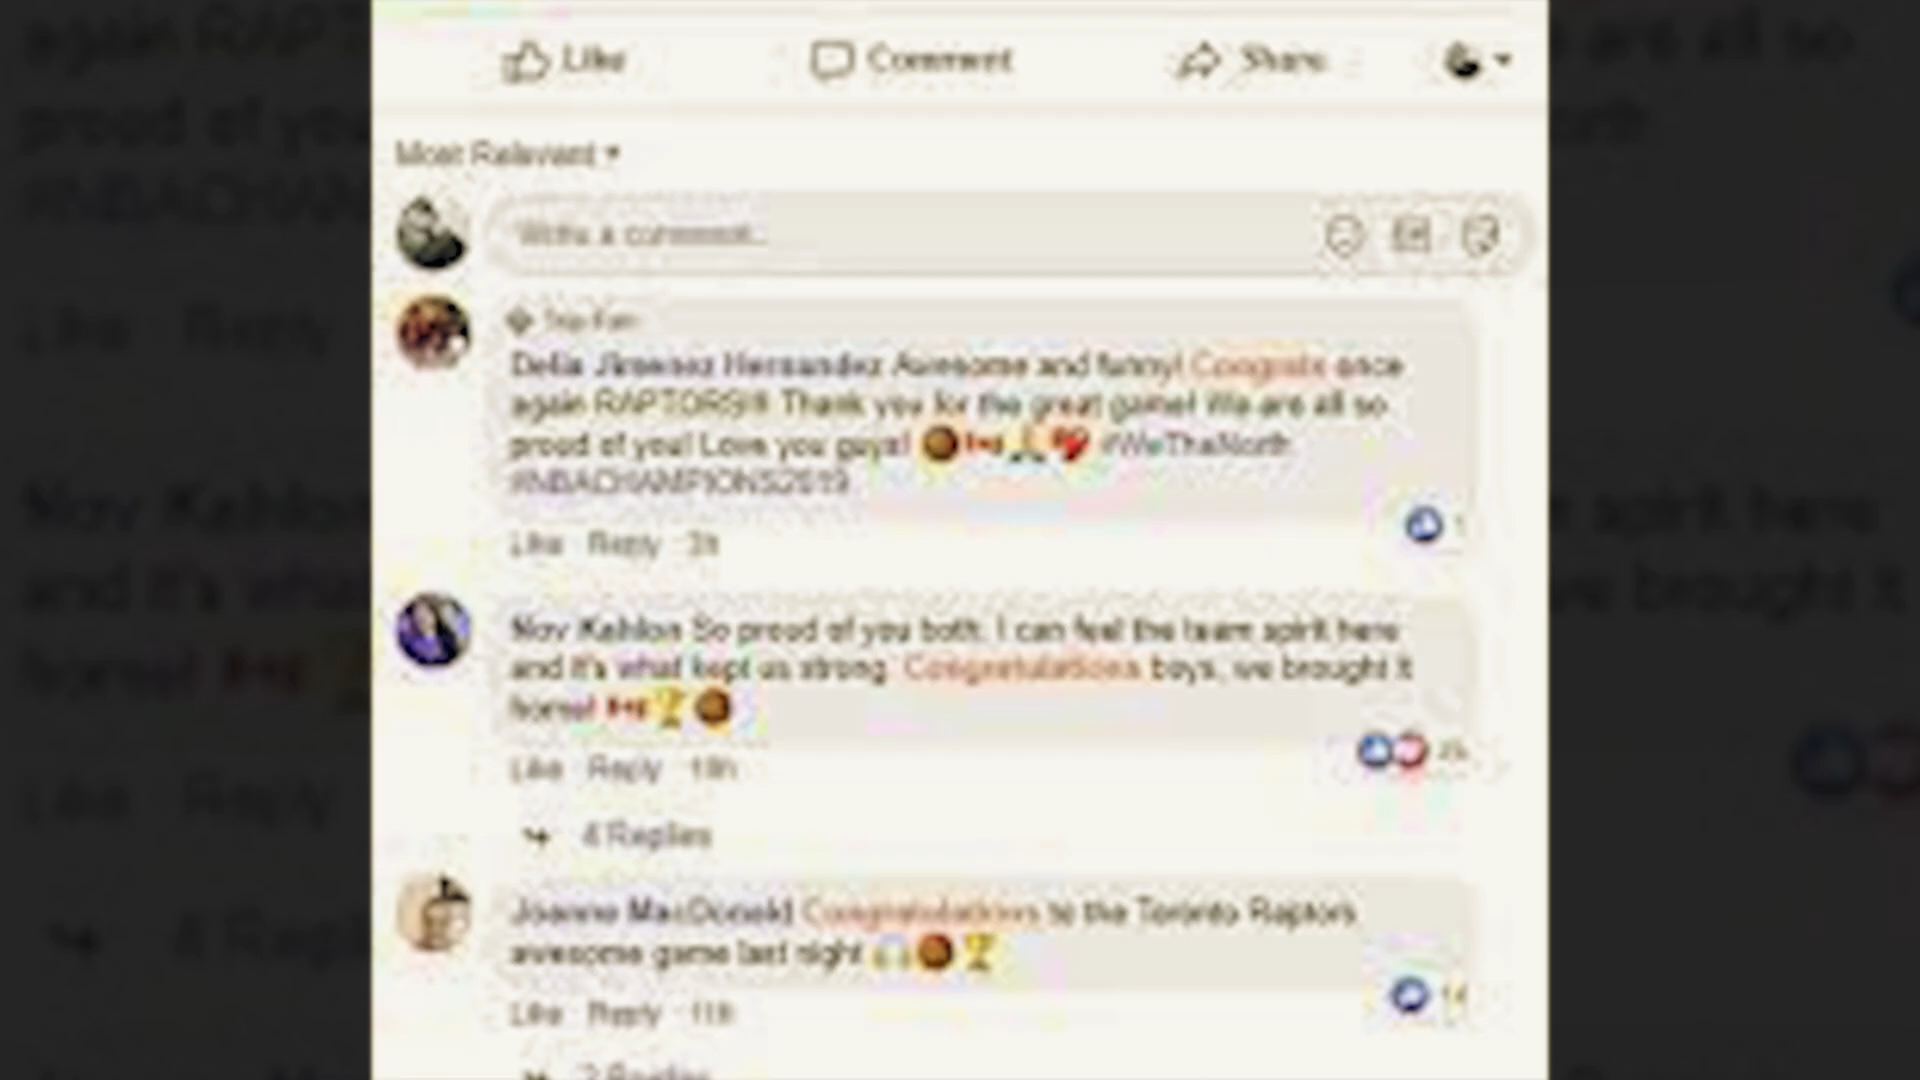 Like Comment Share
Most Relevant
Write a comment...
Top Fan
Delia Jimenez Hernandez Awesome and funny! Congrats once
again RAPTORS!!! Thank you for the great game! We are all so
proud of you! Love you guys! #WeTheNorth
#NBACHAMPIONS2019
Like Reply
Nav Kahlon So proud of you both. I can feel the team spirit here
and it's what kept us strong. Congratulations boys, we brought it
home!
Like Reply
4 Replies
Joanne MacDonald Congratulations to the Toronto Raptors
awesome game last night
Like Reply 11h
2 Replies